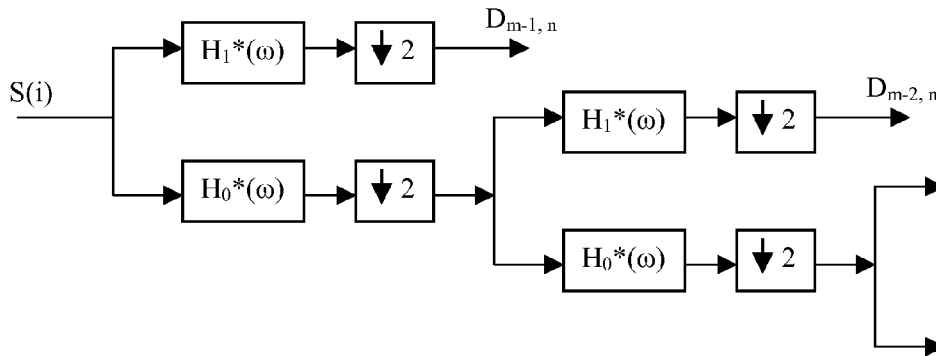 D_{m-1, n}
H_1*(ω) ↓ 2
S(i)
D_{m-2, n}
H_1*(ω) ↓ 2
H_0*(ω) ↓ 2
H_0*(ω) ↓ 2